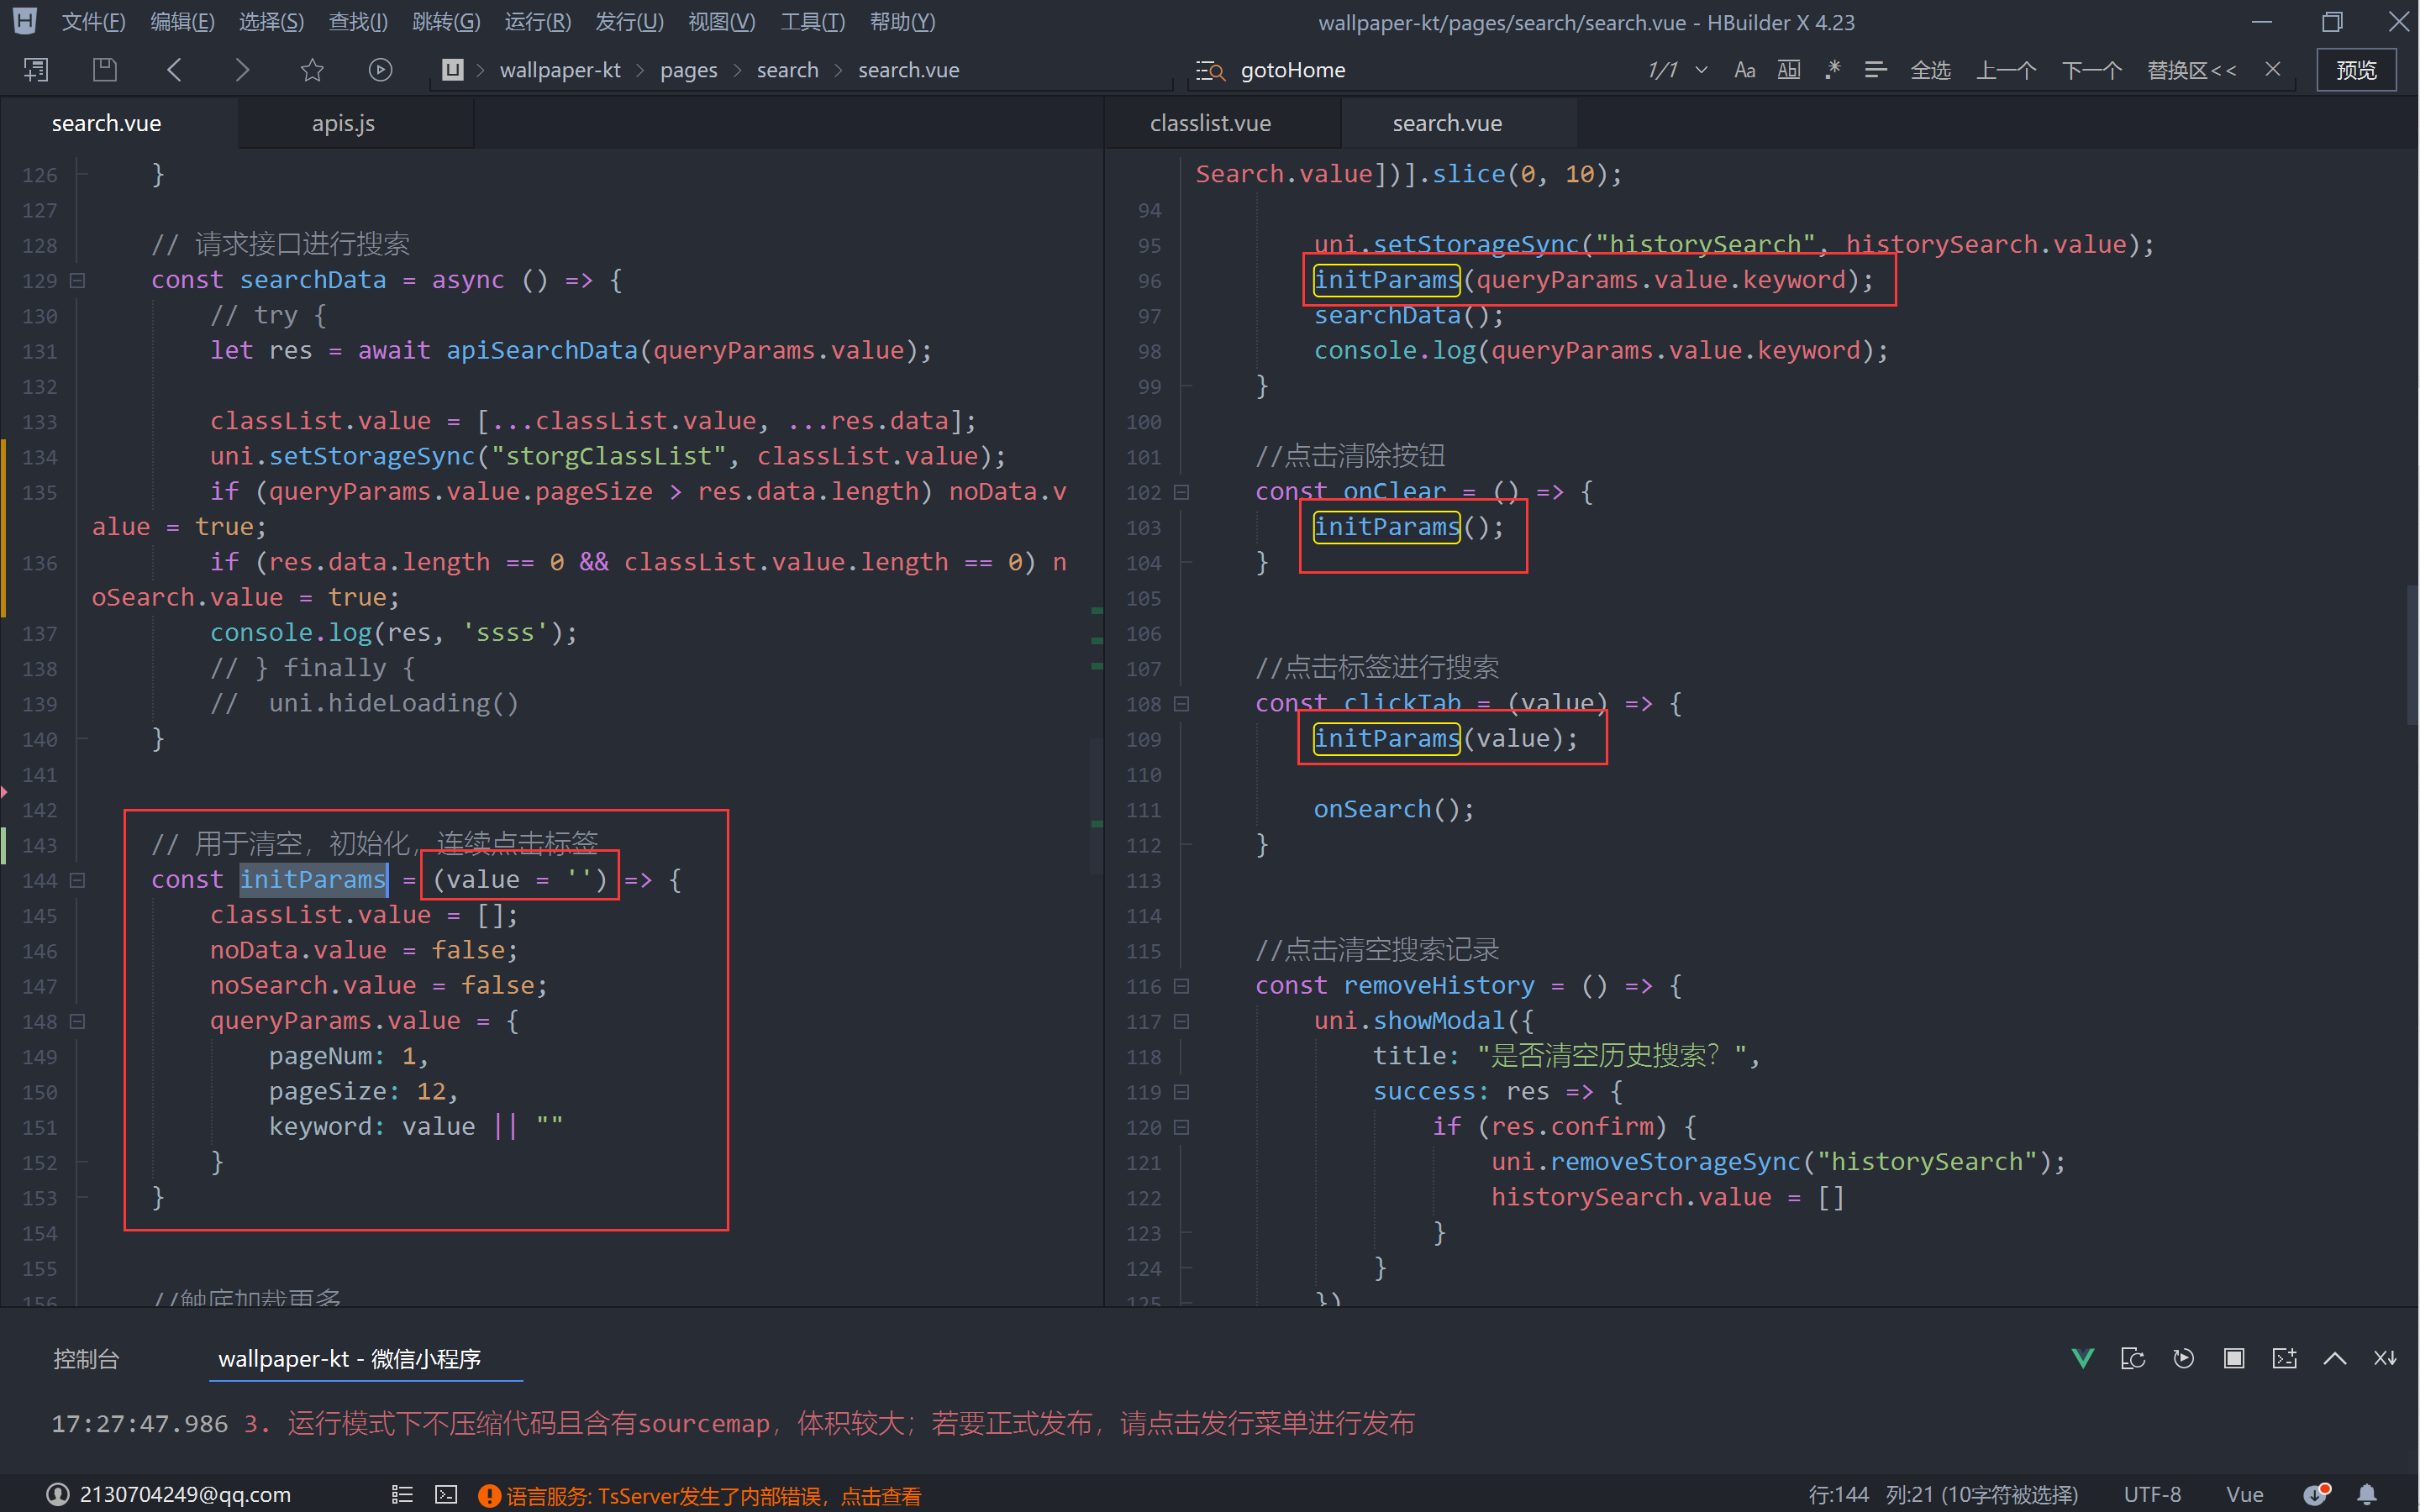 文件(F) 编辑(E) 选择(S) 查找(I) 跳转(G) 运行(R) 发行(U) 视图(V) 工具(T) 帮助(Y) wallpaper-kt/pages/search/search.vue - HBuilder X 4.23
wallpaper-kt pages search search.vue gotoHome 1/1 Aa Ab| .* 全选 上一个 下一个 替换区<< 预览
search.vue apis.js
126 }
127
128 // 请求接口进行搜索
129 const searchData = async () => {
130 // try {
131 let res = await apiSearchData(queryParams.value);
132
133 classList.value = [...classList.value, ...res.data];
134 uni.setStorageSync("storgClassList", classList.value);
135 if (queryParams.value.pageSize > res.data.length) noData.v
alue = true;
136 if (res.data.length == 0 && classList.value.length == 0) n
oSearch.value = true;
137 console.log(res, 'ssss');
138 // } finally {
139 // uni.hideLoading()
140 }
141
142
143 // 用于清空，初始化，连续点击标签
144 const initParams = (value = '') => {
145 classList.value = [];
146 noData.value = false;
147 noSearch.value = false;
148 queryParams.value = {
149 pageNum: 1,
150 pageSize: 12,
151 keyword: value || ""
152 }
153 }
154
155
156 //触底加载更多
classlist.vue search.vue
Search.value])].slice(0, 10);
94
95 uni.setStorageSync("historySearch", historySearch.value);
96 initParams(queryParams.value.keyword);
97 searchData();
98 console.log(queryParams.value.keyword);
99 }
100
101 //点击清除按钮
102 const onClear = () => {
103 initParams();
104 }
105
106
107 //点击标签进行搜索
108 const clickTab = (value) => {
109 initParams(value);
110
111 onSearch();
112 }
113
114
115 //点击清空搜索记录
116 const removeHistory = () => {
117 uni.showModal({
118 title: "是否清空历史搜索？",
119 success: res => {
120 if (res.confirm) {
121 uni.removeStorageSync("historySearch");
122 historySearch.value = []
123 }
124 }
125 })
控制台 wallpaper-kt - 微信小程序
17:27:47.986 3. 运行模式下不压缩代码且含有sourcemap，体积较大；若要正式发布，请点击发行菜单进行发布
2130704249@qq.com 语言服务: TsServer发生了内部错误，点击查看 行:144 列:21 (10字符被选择) UTF-8 Vue